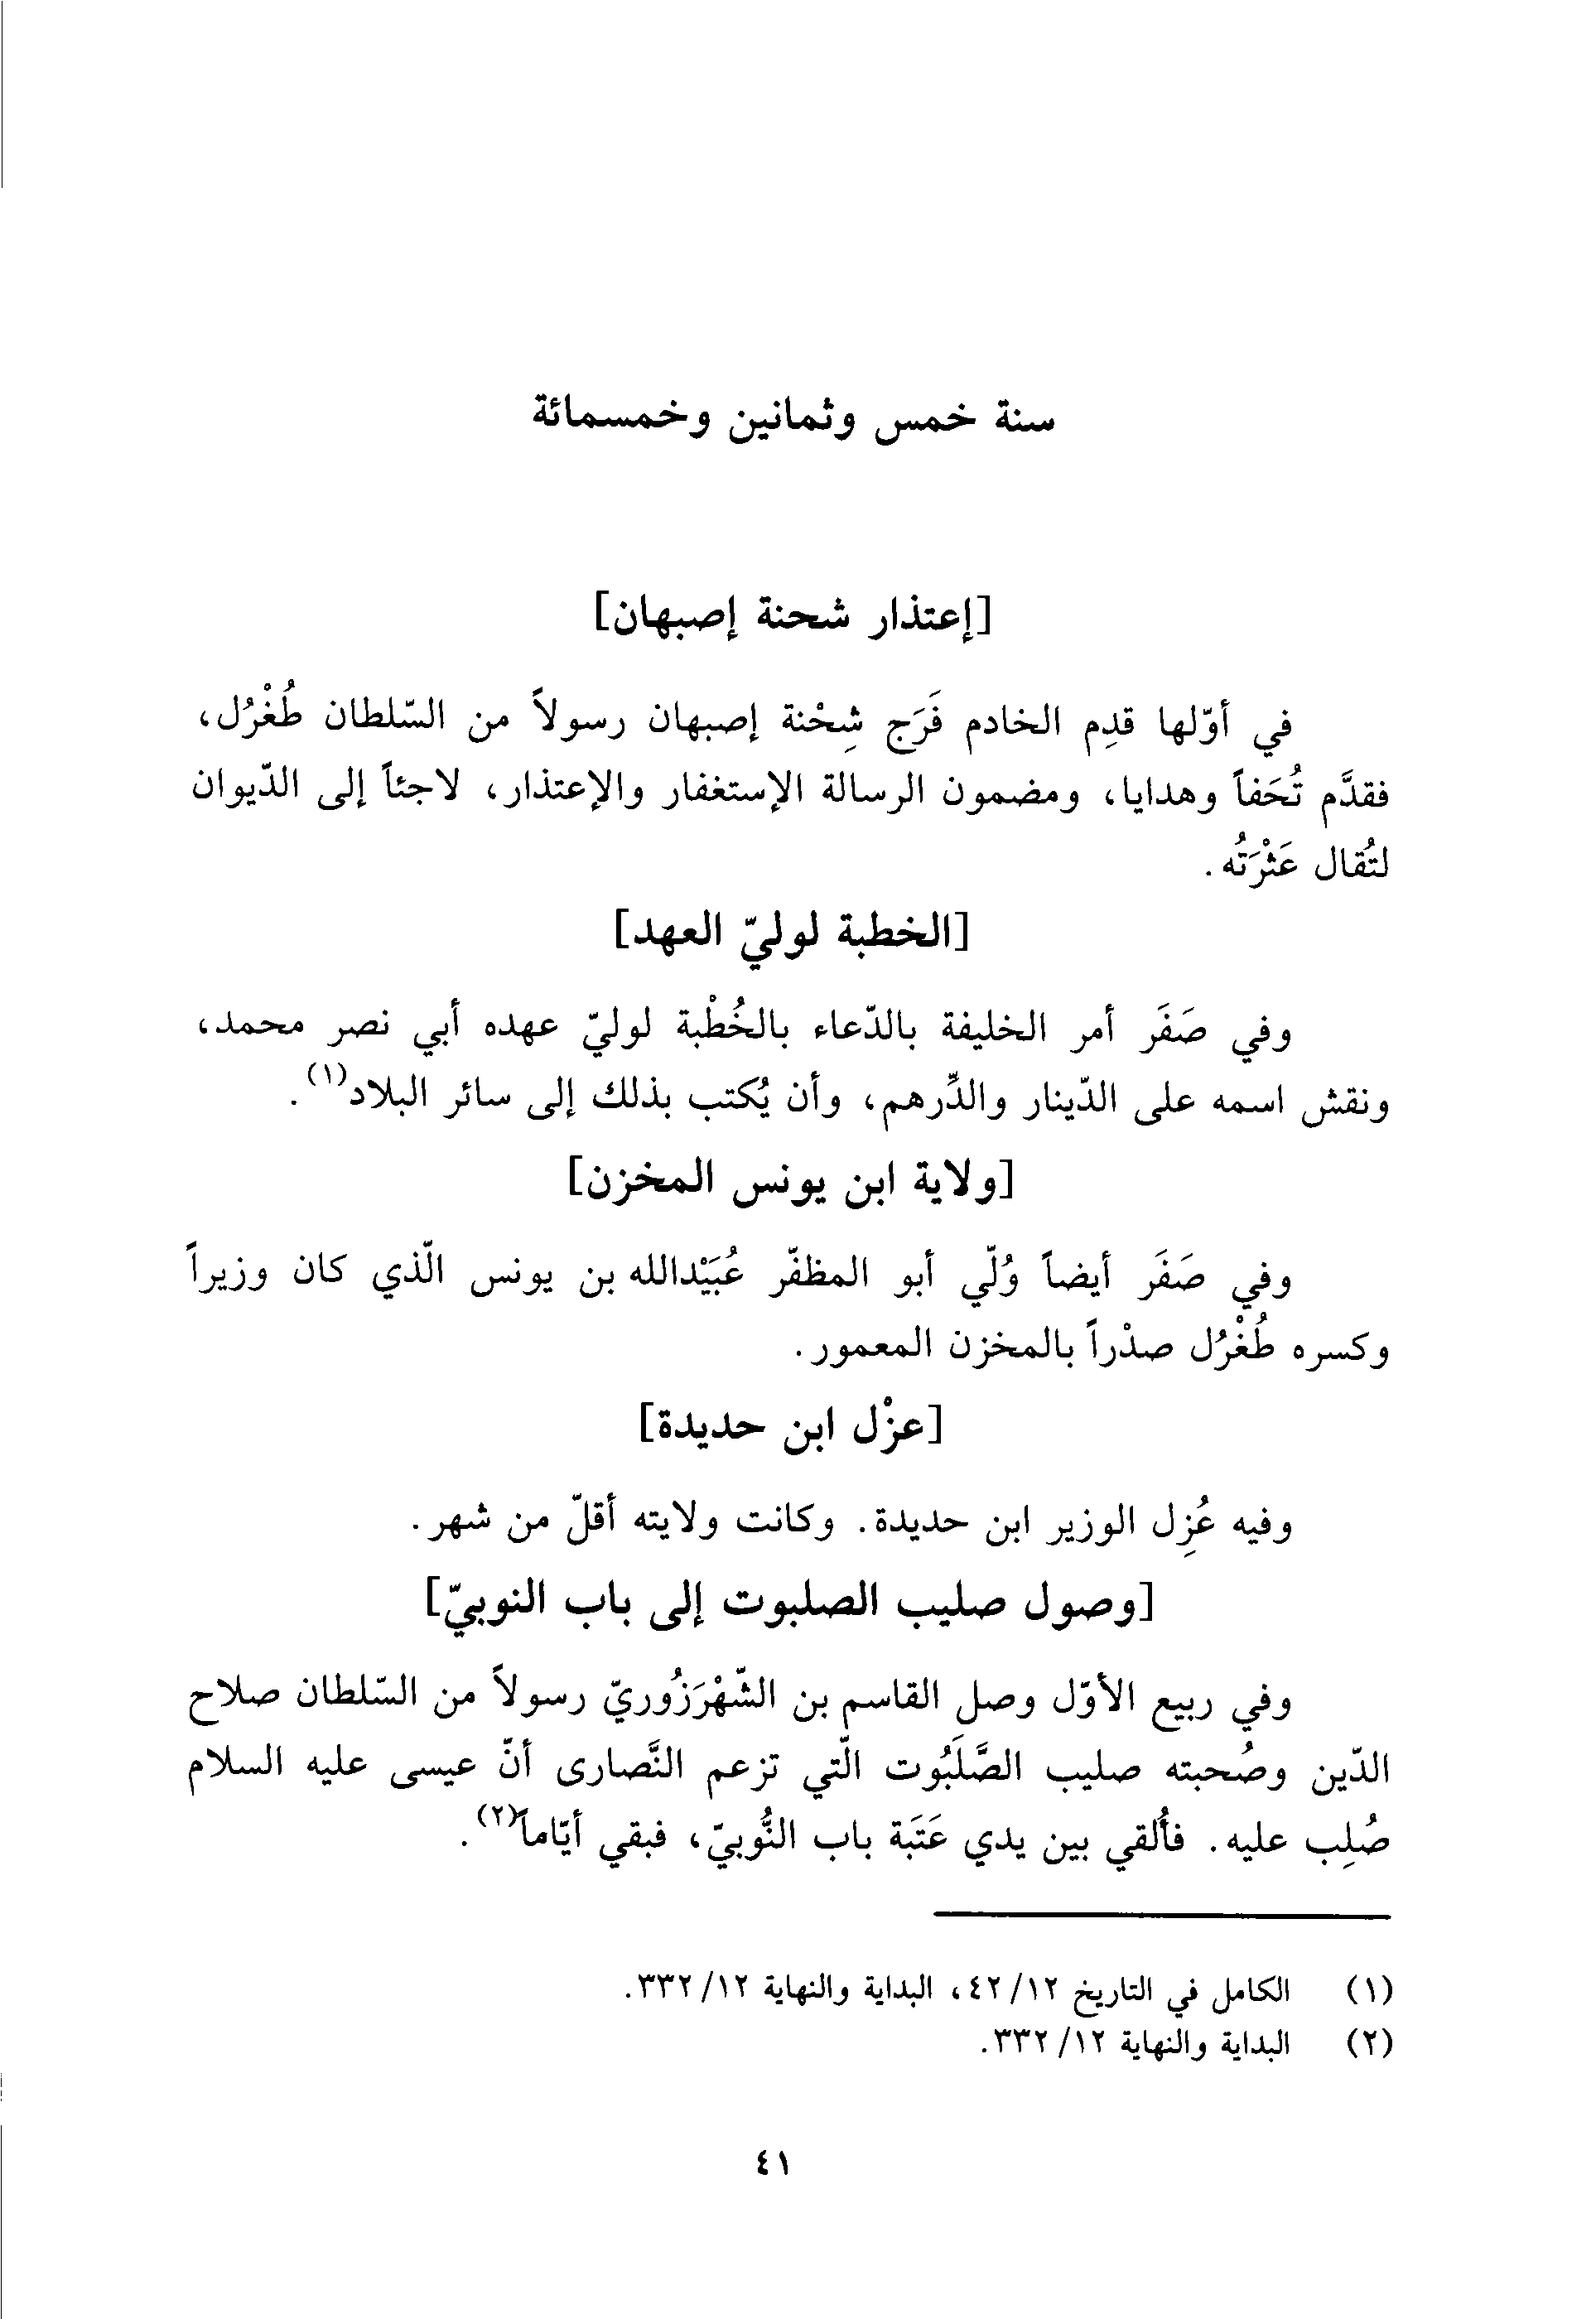 سنة خمس وثمانين وخمسمائة
[إعتذار شحنة إصبهان]
في أوّلها قدِم الخادم فَرَج شِحْنة إصبهان رسولاً من السّلطان طُغْرُل،
فقدَّم تُحَفاً وهدايا، ومضمون الرسالة الإستغفار والإعتذار، لاجئاً إلى الدّيوان
لتُقال عَثْرَتُه.
[الخطبة لوليّ العهد]
وفي صَفَر أمر الخليفة بالدّعاء بالخُطْبة لوليّ عهده أبي نصر محمد،
ونقش اسمه على الدّينار والدِّرهم، وأن يُكتب بذلك إلى سائر البلاد(١).
[ولاية ابن يونس المخزن]
وفي صَفَر أيضاً وُلّي أبو المظفّر عُبَيْدالله بن يونس الّذي كان وزيراً
وكسره طُغْرُل صدْراً بالمخزن المعمور.
[عزْل ابن حديدة]
وفيه عُزِل الوزير ابن حديدة. وكانت ولايته أقلّ من شهر.
[وصول صليب الصلبوت إلى باب النوبيّ]
وفي ربيع الأوّل وصل القاسم بن الشّهْرَزُوريّ رسولاً من السّلطان صلاح
الدّين وصُحبته صليب الصَّلَبُوت الّتي تزعم النَّصارى أنّ عيسى عليه السلام
صُلِب عليه. فأُلقي بين يدي عَتَبة باب النُّوبيّ، فبقي أيّاماً(٢).
(١) الكامل في التاريخ ١٢/ ٤٢، البداية والنهاية ١٢/ ٣٣٢.
(٢) البداية والنهاية ١٢/ ٣٣٢.
٤١